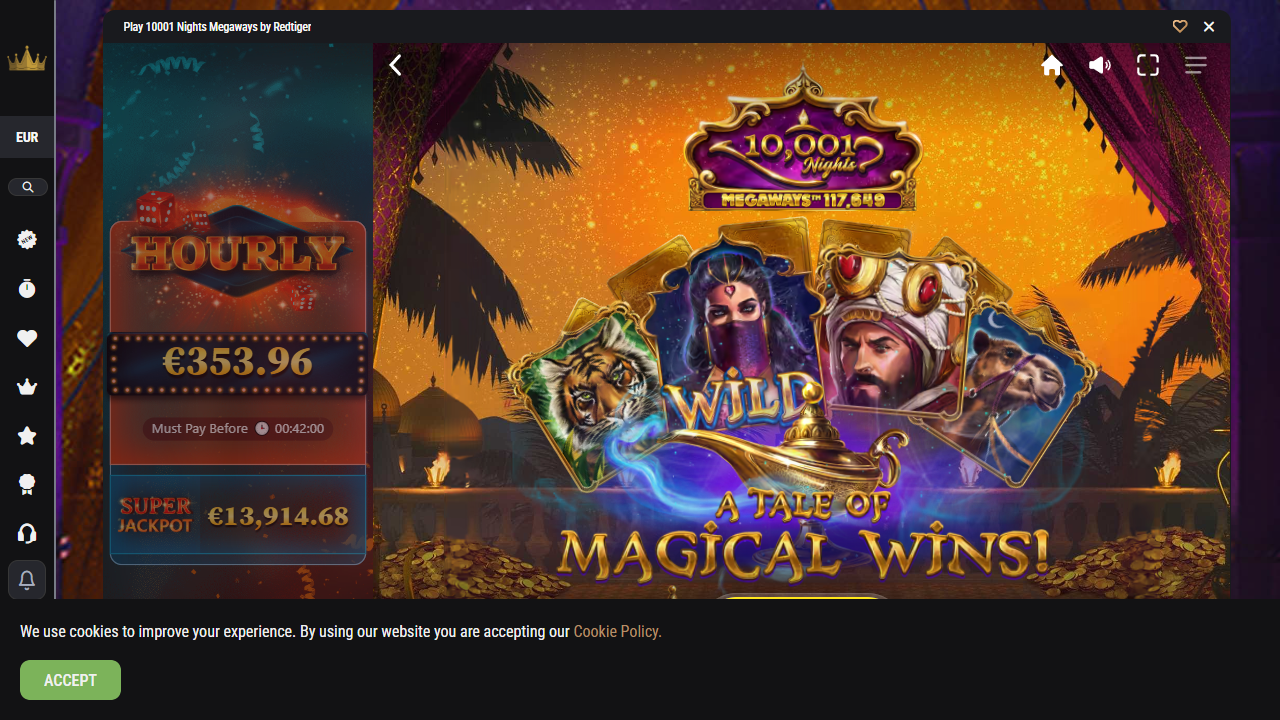 Play 10001 Nights Megaways by Redtiger
EUR
NEW
HOURLY
€353.96
Must Pay Before 00:42:00
SUPER
JACKPOT
€13,914.68
10,001
Nights
MEGAWAYS™ 117,649
WILD
A TALE OF
MAGICAL WINS!
We use cookies to improve your experience. By using our website you are accepting our Cookie Policy.
ACCEPT